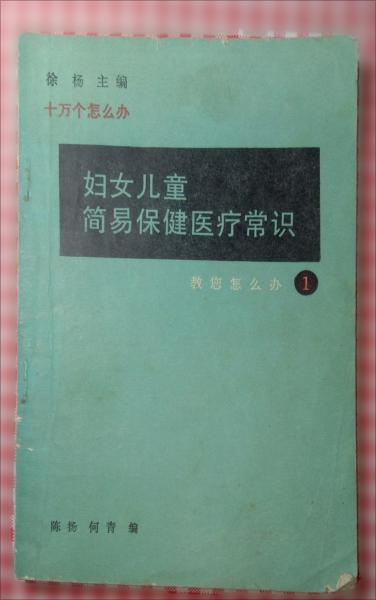 徐 杨 主编
十万个怎么办
妇女儿童
简易保健医疗常识
教您怎么办 1
陈扬 何青 编